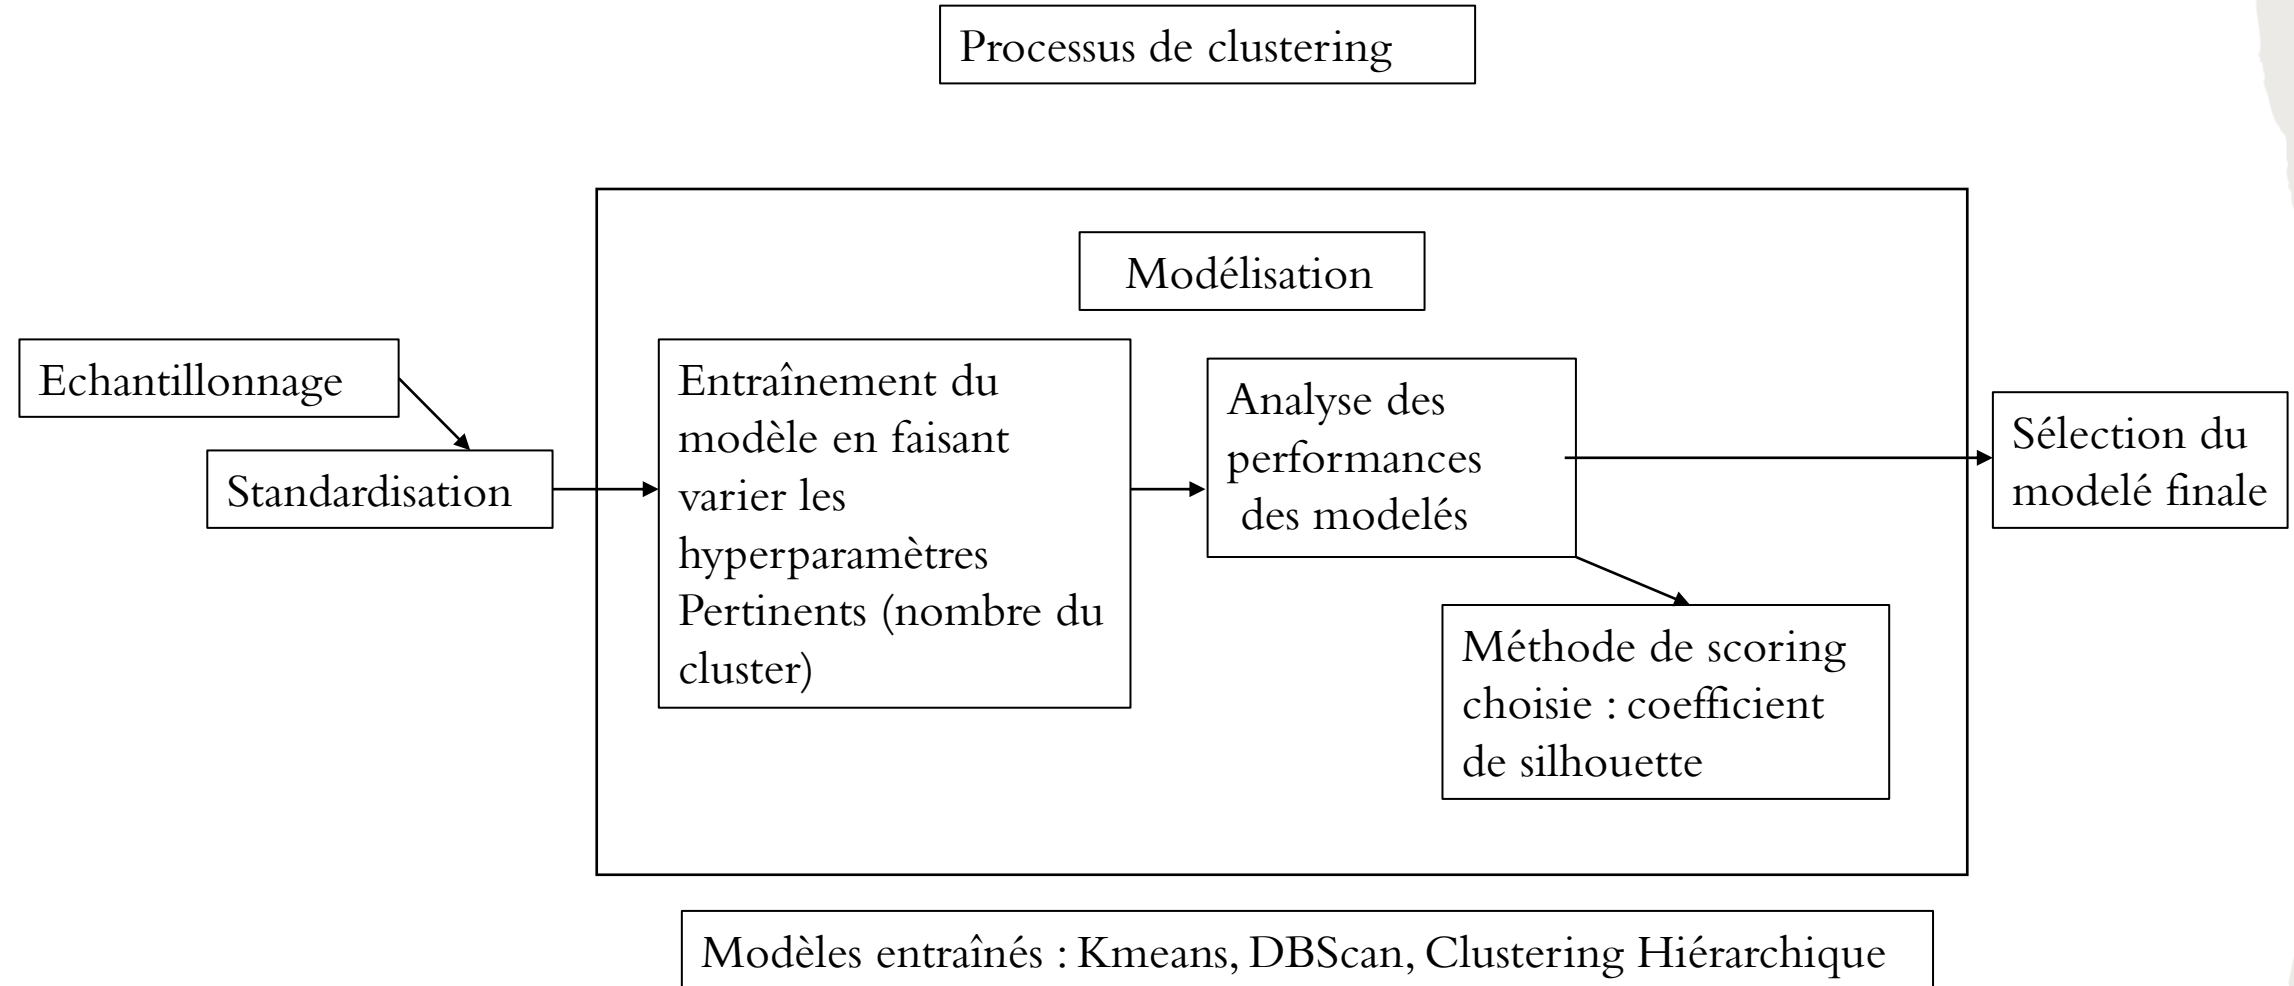 Processus de clustering
Modélisation
Echantillonnage
Standardisation
Entraînement du
modèle en faisant
varier les
hyperparamètres
Pertinents (nombre du
cluster)
Analyse des
performances
des modelés
Méthode de scoring
choisie : coefficient
de silhouette
Sélection du
modelé finale
Modèles entraînés : Kmeans, DBScan, Clustering Hiérarchique